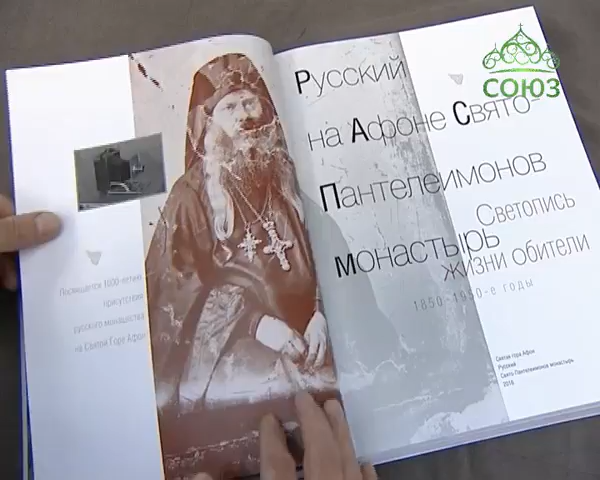 СОЮЗ
Посвящается 1000-летию
присутствия
русского монашества
на Святой Горе Афон
Русский
на Афоне Свято-
Пантелеимонов
монастырь
Светопись
жизни обители
1850-1950-е годы
Святая гора Афон
Русский
Свято-Пантелеимонов монастырь
2016